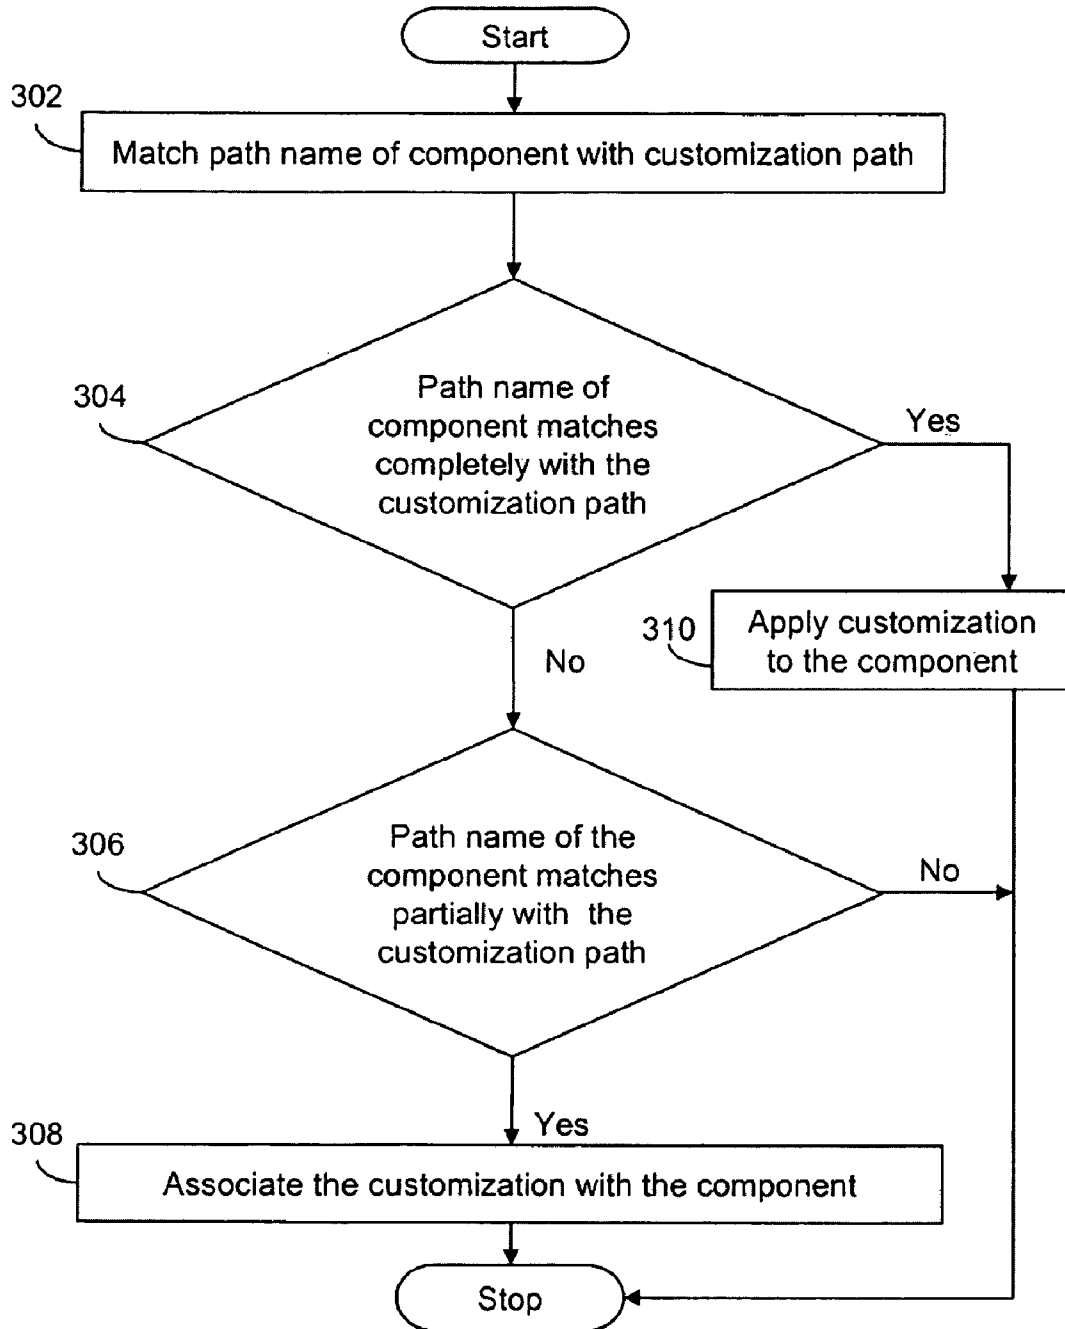 Start
302
Match path name of component with customization path
304
Path name of
component matches
completely with the
customization path
Yes
310
Apply customization
to the component
No
306
Path name of the
component matches
partially with the
customization path
No
Yes
308
Associate the customization with the component
Stop